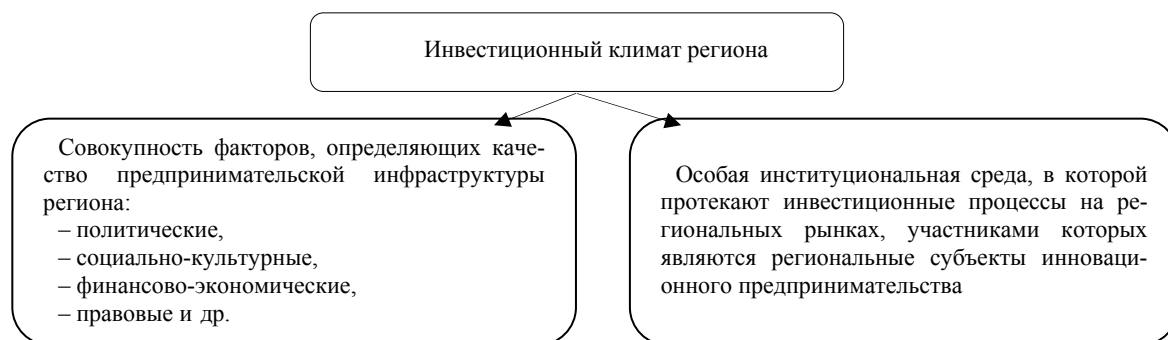 Инвестиционный климат региона
Совокупность факторов, определяющих каче-
ство предпринимательской инфраструктуры
региона:
– политические,
– социально-культурные,
– финансово-экономические,
– правовые и др.
Особая институциональная среда, в которой
протекают инвестиционные процессы на ре-
гиональных рынках, участниками которых
являются региональные субъекты инноваци-
онного предпринимательства